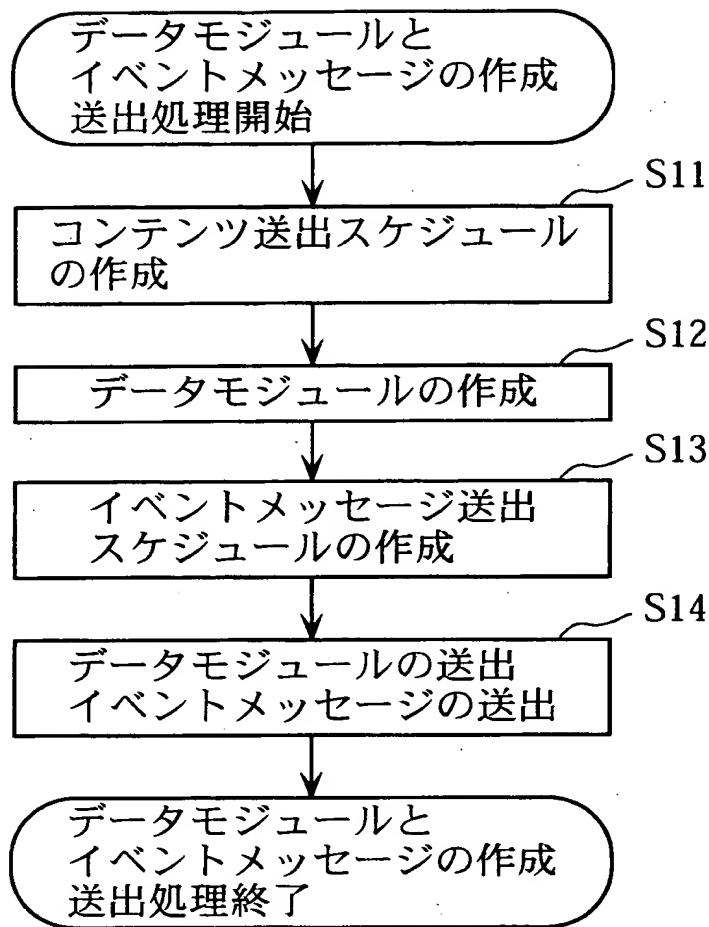 データモジュールと
イベントメッセージの作成
送出処理開始
S11
コンテンツ送出スケジュール
の作成
S12
データモジュールの作成
S13
イベントメッセージ送出
スケジュールの作成
S14
データモジュールの送出
イベントメッセージの送出
データモジュールと
イベントメッセージの作成
送出処理終了